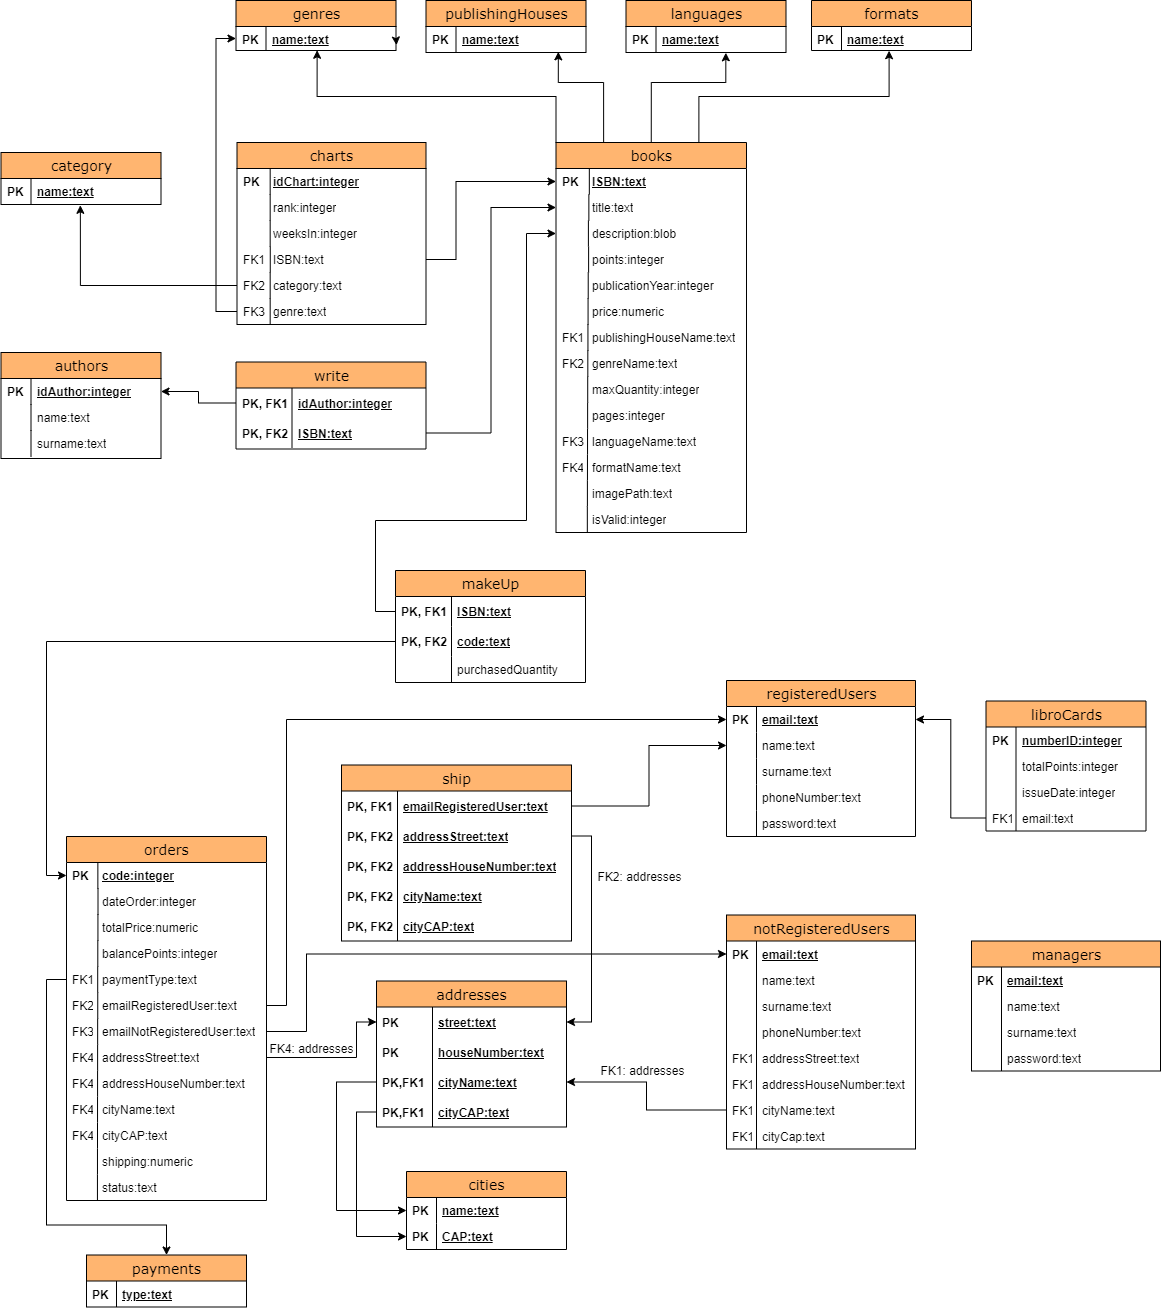 genres
PK name:text
publishingHouses
PK name:text
languages
PK name:text
formats
PK name:text
category
PK name:text
charts
PK idChart:integer
rank:integer
weeksIn:integer
FK1 ISBN:text
FK2 category:text
FK3 genre:text
books
PK ISBN:text
title:text
description:blob
points:integer
publicationYear:integer
price:numeric
FK1 publishingHouseName:text
FK2 genreName:text
maxQuantity:integer
pages:integer
FK3 languageName:text
FK4 formatName:text
imagePath:text
isValid:integer
authors
PK idAuthor:integer
name:text
surname:text
write
PK, FK1 idAuthor:integer
PK, FK2 ISBN:text
makeUp
PK, FK1 ISBN:text
PK, FK2 code:text
purchasedQuantity
registeredUsers
PK email:text
name:text
surname:text
phoneNumber:text
password:text
libroCards
PK numberID:integer
totalPoints:integer
issueDate:integer
FK1 email:text
ship
PK, FK1 emailRegisteredUser:text
PK, FK2 addressStreet:text
PK, FK2 addressHouseNumber:text
PK, FK2 cityName:text
PK, FK2 cityCAP:text
FK2: addresses
orders
PK code:integer
dateOrder:integer
totalPrice:numeric
balancePoints:integer
FK1 paymentType:text
FK2 emailRegisteredUser:text
FK3 emailNotRegisteredUser:text
FK4 addressStreet:text
FK4 addressHouseNumber:text
FK4 cityName:text
FK4 cityCAP:text
shipping:numeric
status:text
FK4: addresses
addresses
PK street:text
PK houseNumber:text
PK,FK1 cityName:text
PK,FK1 cityCAP:text
FK1: addresses
notRegisteredUsers
PK email:text
name:text
surname:text
phoneNumber:text
FK1 addressStreet:text
FK1 addressHouseNumber:text
FK1 cityName:text
FK1 cityCap:text
managers
PK email:text
name:text
surname:text
password:text
cities
PK name:text
PK CAP:text
payments
PK type:text